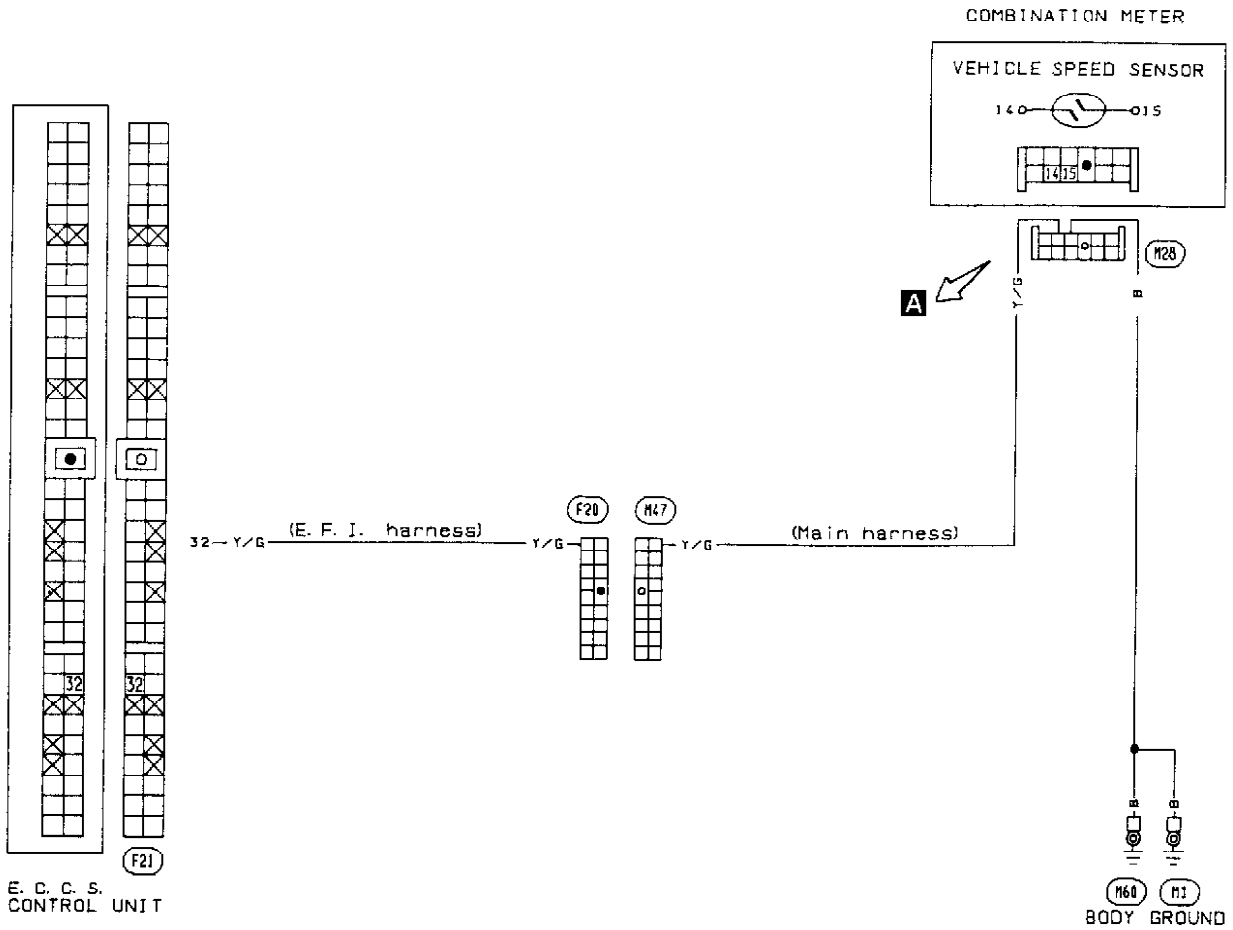 COMBINATION METER
VEHICLE SPEED SENSOR
14 15
14 15
M28
A
Y/G
B
F20 M47
32 Y/G (E. F. I. harness) Y/G
Y/G (Main harness)
32 32
B B
F21
E. C. C. S.
CONTROL UNIT
M60 M1
BODY GROUND